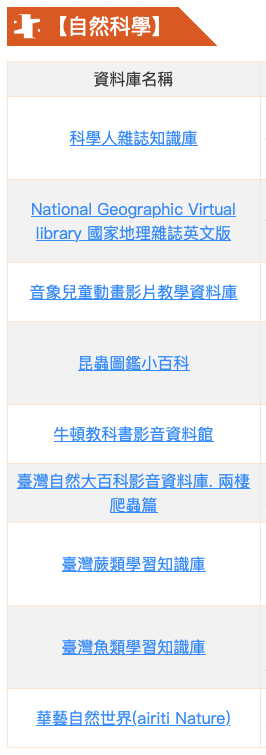 【自然科學】
資料庫名稱
科學人雜誌知識庫
National Geographic Virtual
library 國家地理雜誌英文版
音象兒童動畫影片教學資料庫
昆蟲圖鑑小百科
牛頓教科書影音資料館
臺灣自然大百科影音資料庫. 兩棲
爬蟲篇
臺灣蕨類學習知識庫
臺灣魚類學習知識庫
華藝自然世界(airiti Nature)